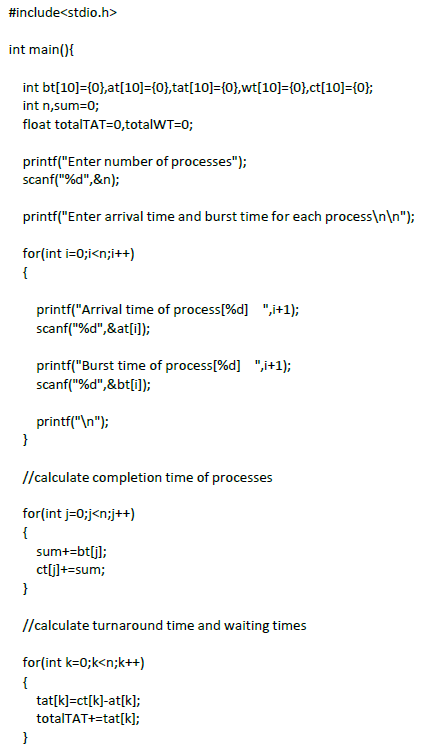 #include<stdio.h>
int main(){
int bt[10]={0},at[10]={0},tat[10]={0},wt[10]={0},ct[10]={0};
int n,sum=0;
float totalTAT=0,totalWT=0;
printf("Enter number of processes");
scanf("%d",&n);
printf("Enter arrival time and burst time for each process\n\n");
for(int i=0;i<n;i++)
{
printf("Arrival time of process[%d]    ",i+1);
scanf("%d",&at[i]);
printf("Burst time of process[%d]    ",i+1);
scanf("%d",&bt[i]);
printf("\n");
}
//calculate completion time of processes
for(int j=0;j<n;j++)
{
sum+=bt[j];
ct[j]+=sum;
}
//calculate turnaround time and waiting times
for(int k=0;k<n;k++)
{
tat[k]=ct[k]-at[k];
totalTAT+=tat[k];
}